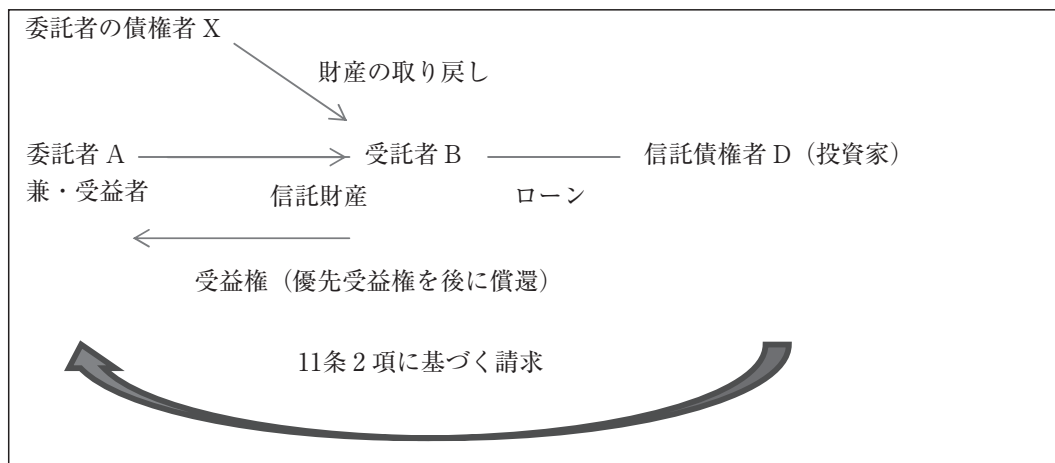 委託者の債権者 X
財産の取り戻し
委託者 A
受託者 B
信託債権者 D（投資家）
兼・受益者
信託財産
ローン
受益権（優先受益権を後に償還）
11条 2 項に基づく請求